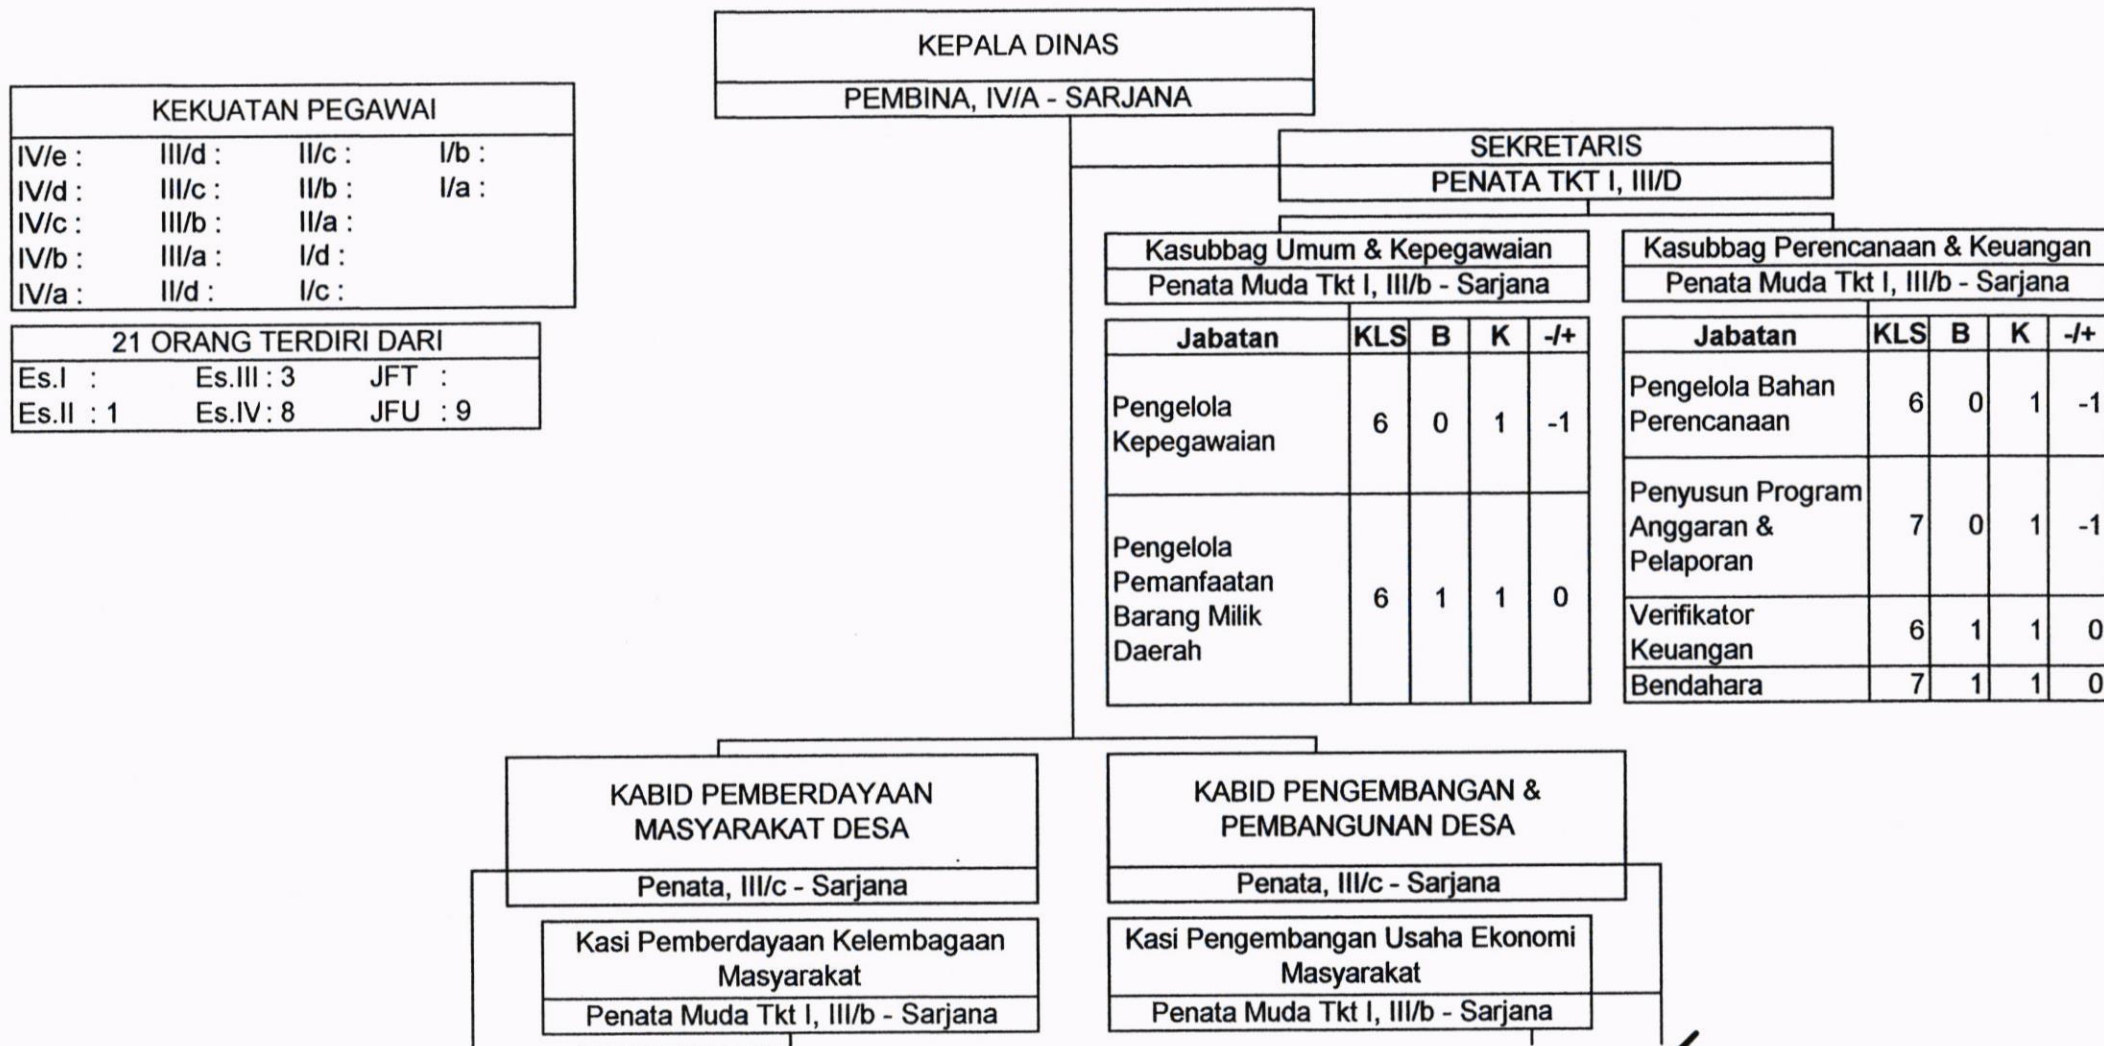 KEPALA DINAS
PEMBINA, IV/A - SARJANA
KEKUATAN PEGAWAI
IV/e : III/d : II/c : I/b :
IV/d : III/c : II/b : I/a :
IV/c : III/b : II/a :
IV/b : III/a : I/d :
IV/a : II/d : I/c :
21 ORANG TERDIRI DARI
Es.I : Es.III : 3 JFT :
Es.II : 1 Es.IV : 8 JFU : 9
SEKRETARIS
PENATA TKT I, III/D
Kasubbag Umum & Kepegawaian
Penata Muda Tkt I, III/b - Sarjana
Jabatan KLS B K -/+
Pengelola
Kepegawaian 6 0 1 -1
Pengelola
Pemanfaatan
Barang Milik 6 1 1 0
Daerah
Kasubbag Perencanaan & Keuangan
Penata Muda Tkt I, III/b - Sarjana
Jabatan KLS B K -/+
Pengelola Bahan
Perencanaan 6 0 1 -1
Penyusun Program
Anggaran & 7 0 1 -1
Pelaporan
Verifikator
Keuangan 6 1 1 0
Bendahara 7 1 1 0
KABID PEMBERDAYAAN
MASYARAKAT DESA
Penata, III/c - Sarjana
Kasi Pemberdayaan Kelembagaan
Masyarakat
Penata Muda Tkt I, III/b - Sarjana
KABID PENGEMBANGAN &
PEMBANGUNAN DESA
Penata, III/c - Sarjana
Kasi Pengembangan Usaha Ekonomi
Masyarakat
Penata Muda Tkt I, III/b - Sarjana